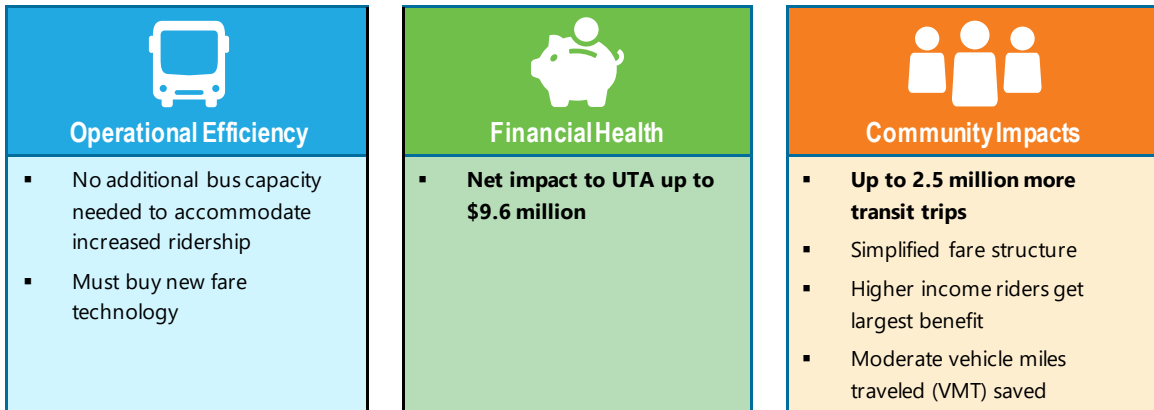 Operational Efficiency
▪ No additional bus capacity
needed to accommodate
increased ridership
▪ Must buy new fare
technology
Financial Health
▪ Net impact to UTA up to
$9.6 million
Community Impacts
▪ Up to 2.5 million more
transit trips
▪ Simplified fare structure
▪ Higher income riders get
largest benefit
▪ Moderate vehicle miles
traveled (VMT) saved